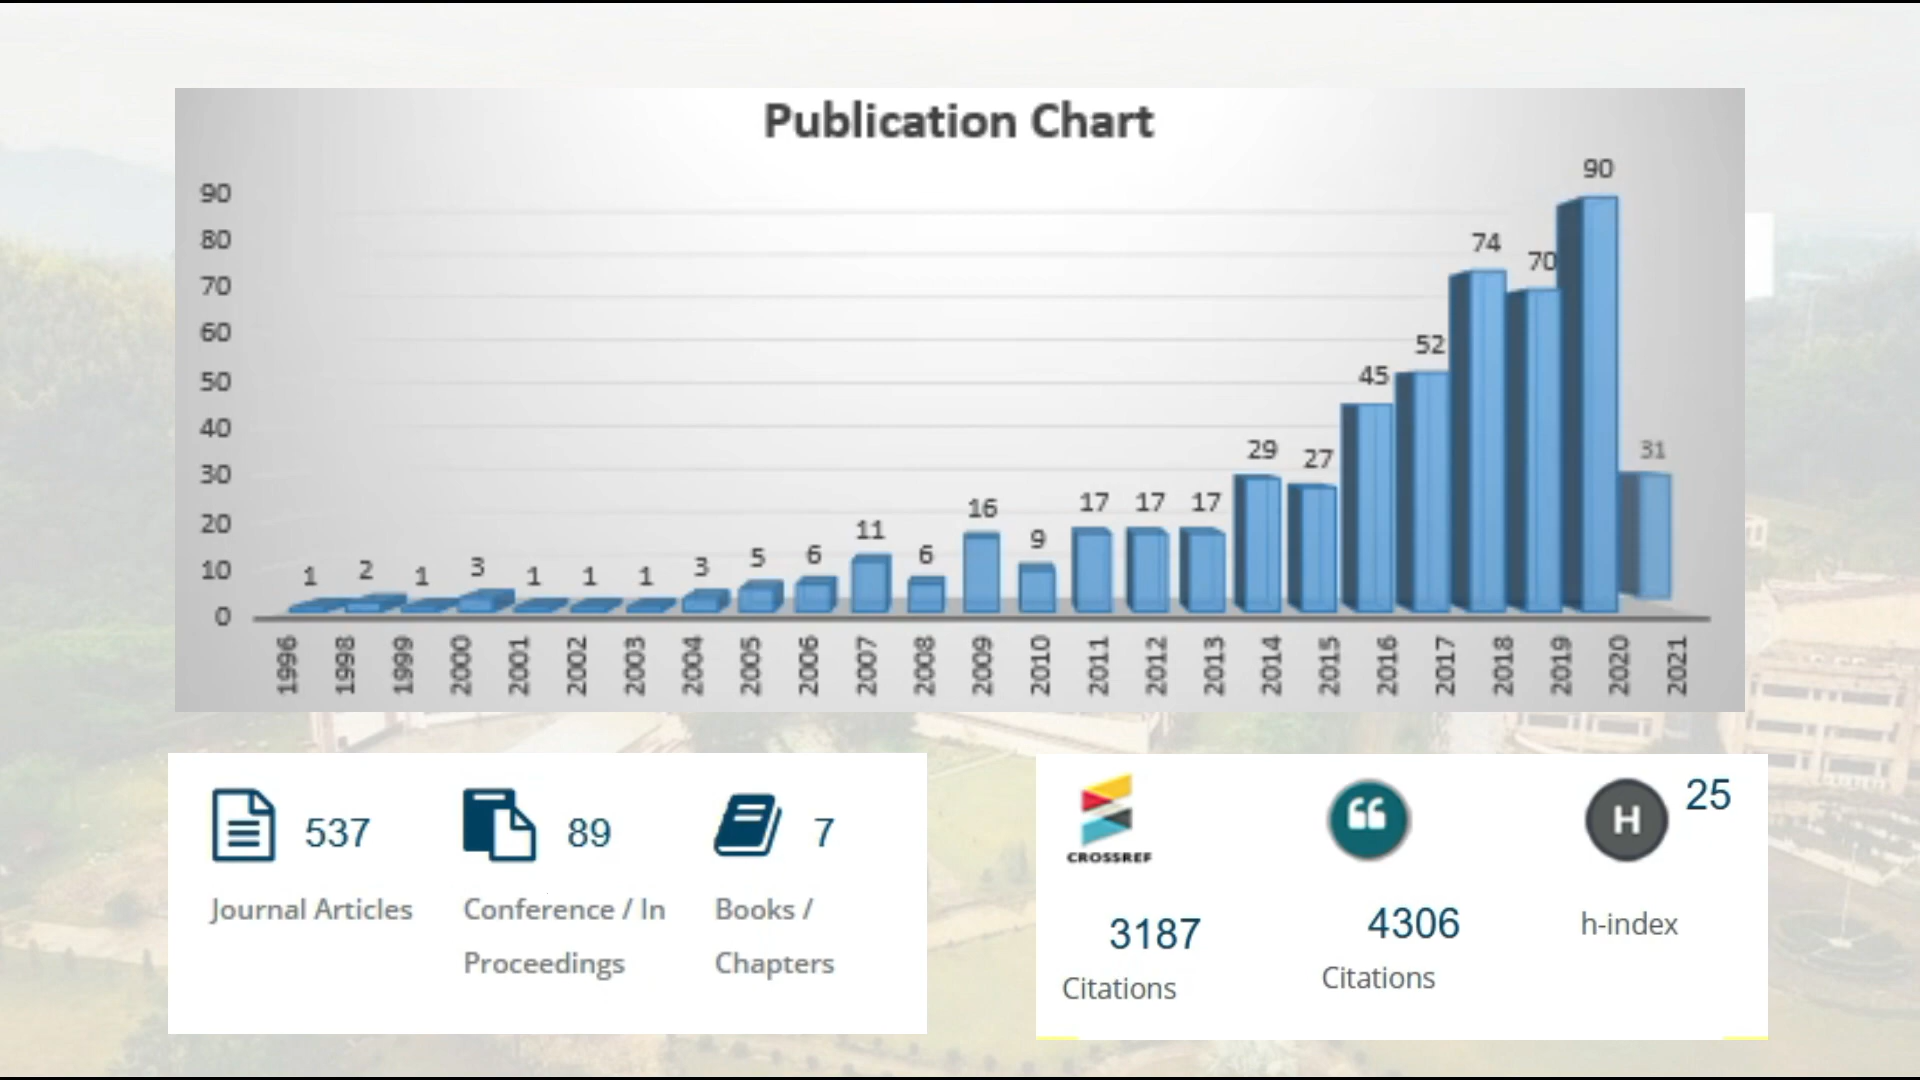 Publication Chart
90
80
70
60
50
40
30
20
10
0
1 2 1 3 1 1 1 3 5 6 11 6 16 9 17 17 17 29 27 45 52 74 70 90 31
1996 1998 1999 2000 2001 2002 2003 2004 2005 2006 2007 2008 2009 2010 2011 2012 2013 2014 2015 2016 2017 2018 2019 2020 2021
537
Journal Articles
89
Conference / In
Proceedings
7
Books /
Chapters
CROSSREF
3187
Citations
4306
Citations
H
25
h-index